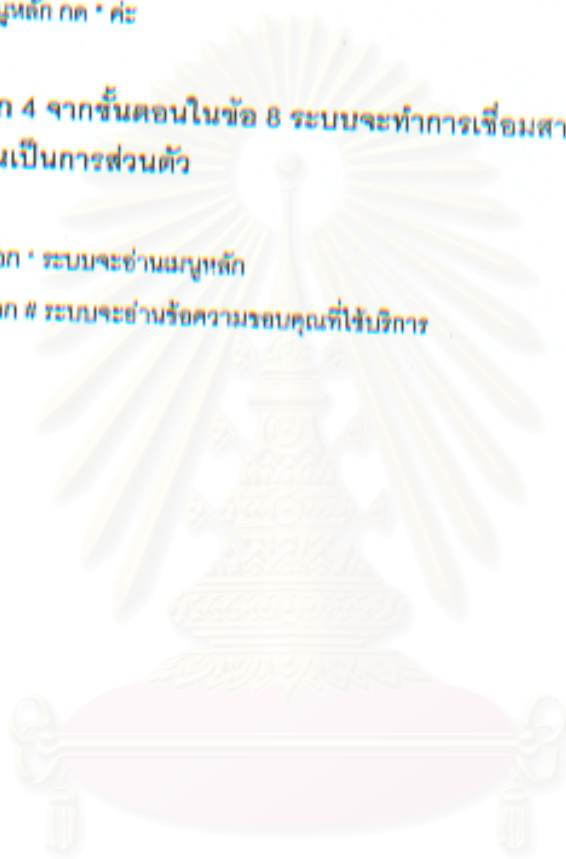 นูหลัก กด * ค่ะ
ก 4 จากขั้นตอนในข้อ 8 ระบบจะทำการเชื่อมสา
นเป็นการส่วนตัว
อก * ระบบจะอ่านเมนูหลัก
อก # ระบบจะอ่านข้อความขอบคุณที่ใช้บริการ